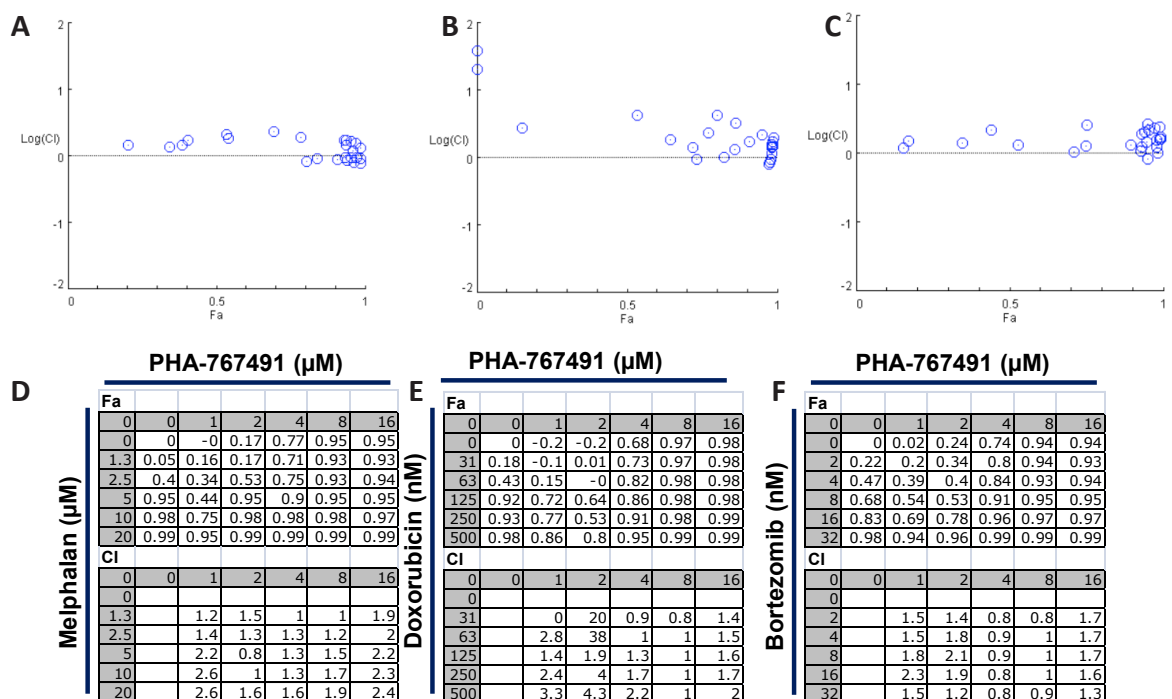 A
2
1
Log(CI)
0
-1
-2
0
0.5
1
Fa
B
2
1
Log(CI)
0
-1
-2
0
0.5
1
Fa
C
2
1
Log(CI)
0
-1
-2
0
0.5
1
Fa
D
PHA-767491 (µM)
Melphalan (µM)
Fa
0 0 1 2 4 8 16
0 0 -0 0.17 0.77 0.95 0.95
1.3 0.05 0.16 0.17 0.71 0.93 0.93
2.5 0.4 0.34 0.53 0.75 0.93 0.94
5 0.95 0.44 0.95 0.9 0.95 0.95
10 0.98 0.75 0.98 0.98 0.98 0.97
20 0.99 0.95 0.99 0.99 0.99 0.99
CI
0 0 1 2 4 8 16
0
1.3 1.2 1.5 1 1 1.9
2.5 1.4 1.3 1.3 1.2 2
5 2.2 0.8 1.3 1.5 2.2
10 2.6 1 1.3 1.7 2.3
20 2.6 1.6 1.6 1.9 2.4
E
PHA-767491 (µM)
Doxorubicin (nM)
Fa
0 0 1 2 4 8 16
0 0 -0.2 -0.2 0.68 0.97 0.98
31 0.18 -0.1 0.01 0.73 0.97 0.98
63 0.43 0.15 -0 0.82 0.98 0.98
125 0.92 0.72 0.64 0.86 0.98 0.98
250 0.93 0.77 0.53 0.91 0.98 0.99
500 0.98 0.86 0.8 0.95 0.99 0.99
CI
0 0 1 2 4 8 16
0
31 0 20 0.9 0.8 1.4
63 2.8 38 1 1 1.5
125 1.4 1.9 1.3 1 1.6
250 2.4 4 1.7 1 1.7
500 3.3 4.3 2.2 1 2
F
PHA-767491 (µM)
Bortezomib (nM)
Fa
0 0 1 2 4 8 16
0 0 0.02 0.24 0.74 0.94 0.94
2 0.22 0.2 0.34 0.8 0.94 0.93
4 0.47 0.39 0.4 0.84 0.93 0.94
8 0.68 0.54 0.53 0.91 0.95 0.95
16 0.83 0.69 0.78 0.96 0.97 0.97
32 0.98 0.94 0.96 0.99 0.99 0.99
CI
0 0 1 2 4 8 16
0
2 1.5 1.4 0.8 0.8 1.7
4 1.5 1.8 0.9 1 1.7
8 1.8 2.1 0.9 1 1.7
16 2.3 1.9 0.8 1 1.6
32 1.5 1.2 0.8 0.9 1.3